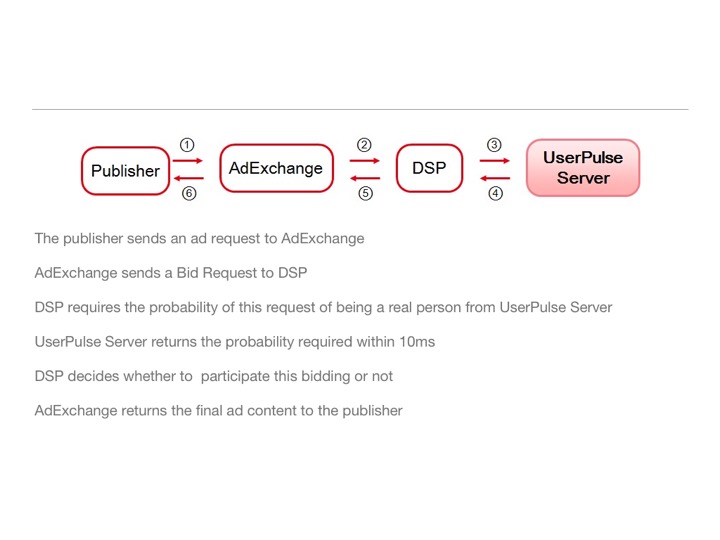 ① ② ③
Publisher AdExchange DSP UserPulse
Server
⑥ ⑤ ④
The publisher sends an ad request to AdExchange
AdExchange sends a Bid Request to DSP
DSP requires the probability of this request of being a real person from UserPulse Server
UserPulse Server returns the probability required within 10ms
DSP decides whether to  participate this bidding or not
AdExchange returns the final ad content to the publisher